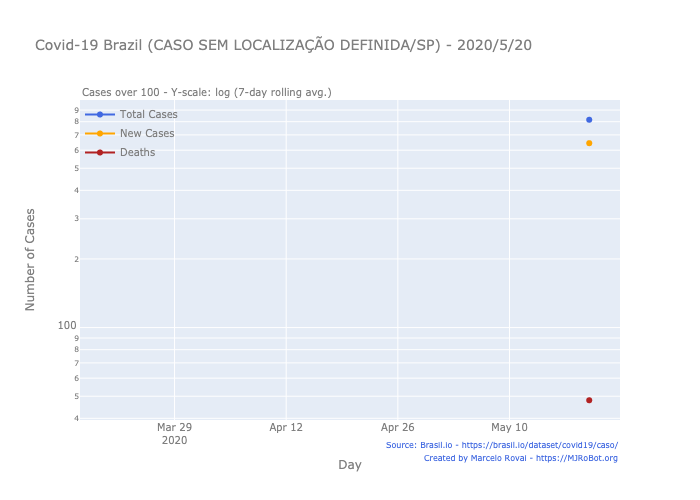 Covid-19 Brazil (CASO SEM LOCALIZAÇÃO DEFINIDA/SP) - 2020/5/20
Cases over 100 - Y-scale: log (7-day rolling avg.)
Total Cases
New Cases
Deaths
9
8
7
6
5
4
3
2
100
9
8
7
6
5
4
Number of Cases
Mar 29 Apr 12 Apr 26 May 10
2020
Day
Source: Brasil.io - https://brasil.io/dataset/covid19/caso/
Created by Marcelo Rovai - https://MJRoBot.org